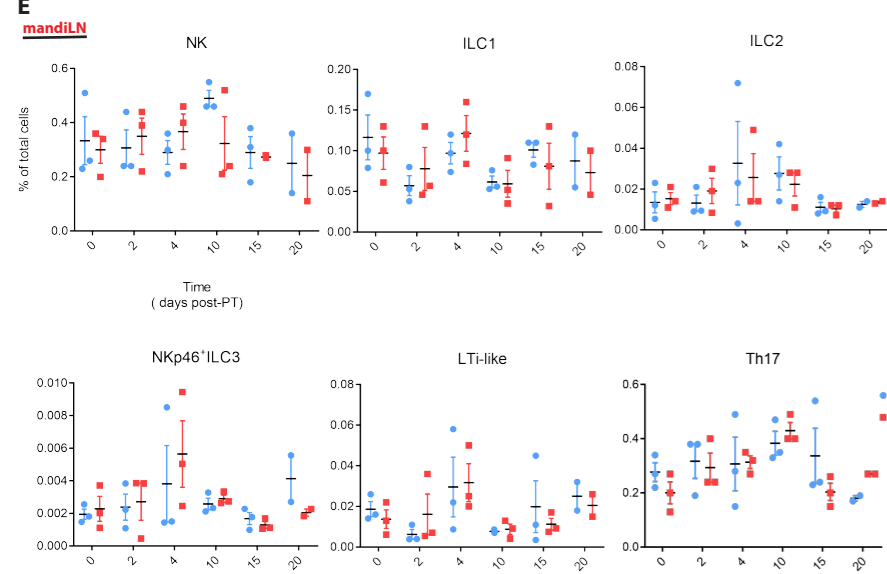 E
mandiLN
NK
ILC1
ILC2
% of total cells
0.6
0.4
0.2
0.0
0 2 4 10 15 20
0.20
0.15
0.10
0.05
0.00
0 2 4 10 15 20
0.08
0.06
0.04
0.02
0.00
0 2 4 10 15 20
Time
( days post-PT)
NKp46⁺ILC3
LTi-like
Th17
0.010
0.008
0.006
0.004
0.002
0.000
0 2 4 10 15 20
0.08
0.06
0.04
0.02
0.00
0 2 4 10 15 20
0.6
0.4
0.2
0.0
0 2 4 10 15 20